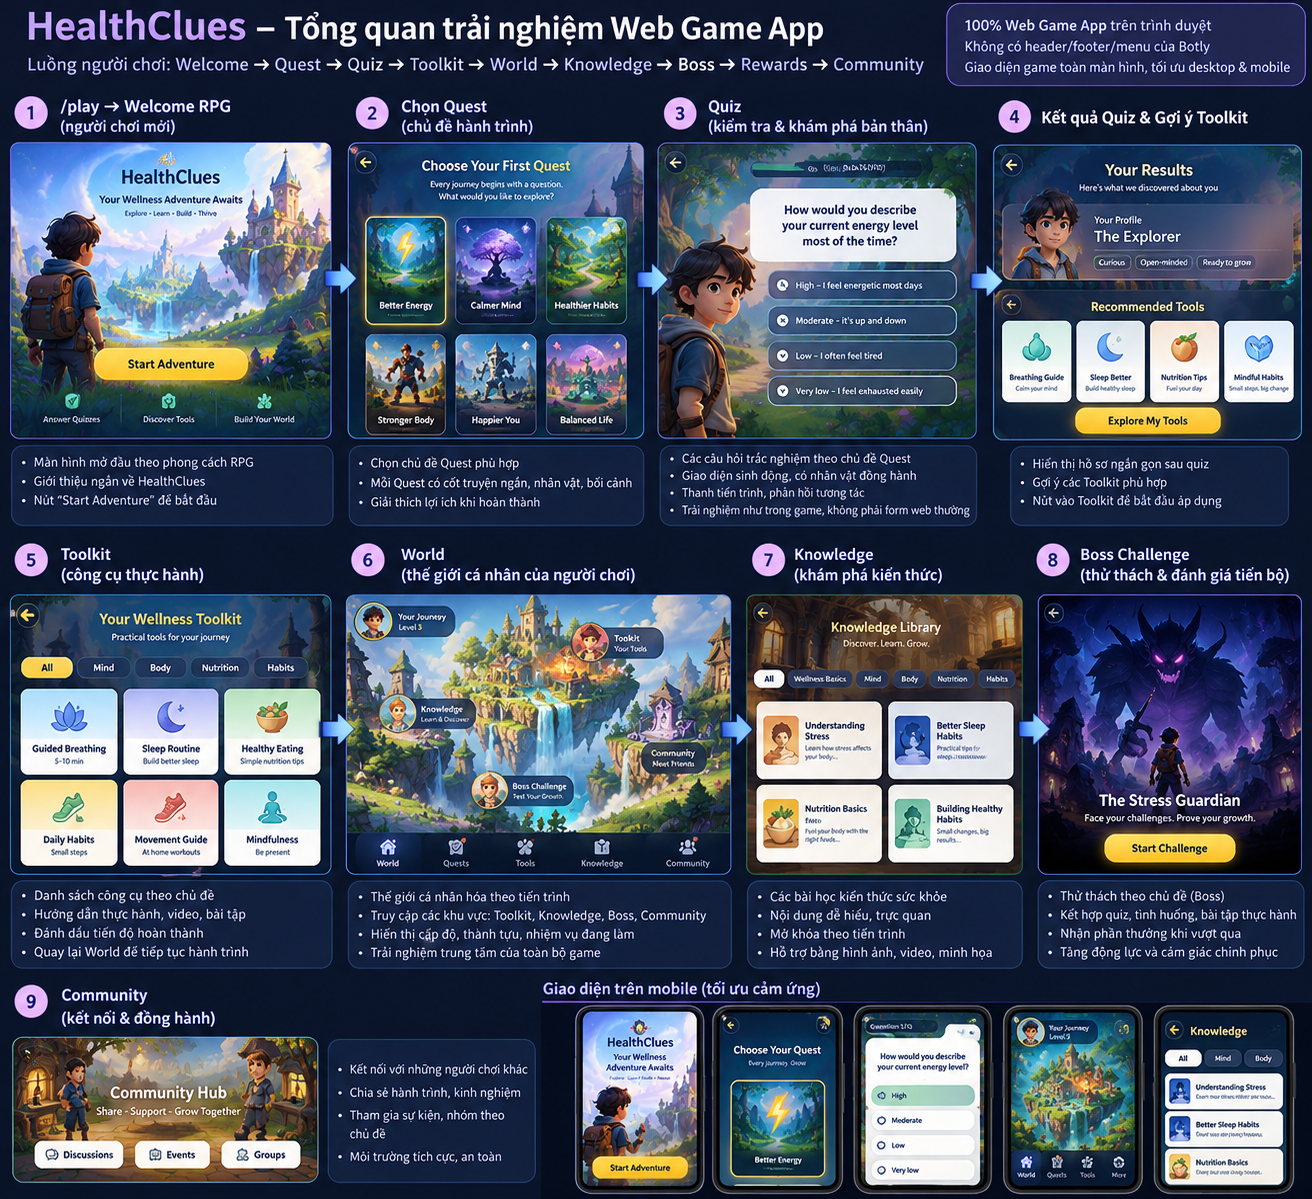 HealthClues – Tổng quan trải nghiệm Web Game App
Luồng người chơi: Welcome → Quest → Quiz → Toolkit → World → Knowledge → Boss → Rewards → Community
100% Web Game App trên trình duyệt
Không có header/footer/menu của Botly
Giao diện game toàn màn hình, tối ưu desktop & mobile
1
/play → Welcome RPG
(người chơi mới)
HealthClues
Your Wellness Adventure Awaits
Explore • Learn • Build • Thrive
Start Adventure
Answer Quizzes
Discover Tools
Build Your World
• Màn hình mở đầu theo phong cách RPG
• Giới thiệu ngắn về HealthClues
• Nút “Start Adventure” để bắt đầu
2
Chọn Quest
(chủ đề hành trình)
Choose Your First Quest
Every journey begins with a question.
What would you like to explore?
Better Energy
Calmer Mind
Healthier Habits
Stronger Body
Happier You
Balanced Life
• Chọn chủ đề Quest phù hợp
• Mỗi Quest có cốt truyện ngắn, nhân vật, bối cảnh
• Giải thích lợi ích khi hoàn thành
3
Quiz
(kiểm tra & khám phá bản thân)
How would you describe
your current energy level
most of the time?
High – I feel energetic most days
Moderate – it's up and down
Low – I often feel tired
Very low – I feel exhausted easily
• Các câu hỏi trắc nghiệm theo chủ đề Quest
• Giao diện sinh động, có nhân vật đồng hành
• Thanh tiến trình, phản hồi tương tác
• Trải nghiệm như trong game, không phải form web thường
4
Kết quả Quiz & Gợi ý Toolkit
Your Results
Here's what we discovered about you
Your Profile
The Explorer
Curious
Open-minded
Ready to grow
Recommended Tools
Breathing Guide
Calm your mind
Sleep Better
Build healthy sleep
Nutrition Tips
Fuel your day
Mindful Habits
Small steps, big change
Explore My Tools
• Hiển thị hồ sơ ngắn gọn sau quiz
• Gợi ý các Toolkit phù hợp
• Nút vào Toolkit để bắt đầu áp dụng
5
Toolkit
(công cụ thực hành)
Your Wellness Toolkit
Practical tools for your journey
All
Mind
Body
Nutrition
Habits
Guided Breathing
5–10 min
Sleep Routine
Build better sleep
Healthy Eating
Simple nutrition tips
Daily Habits
Small steps
Movement Guide
At home workouts
Mindfulness
Be present
• Danh sách công cụ theo chủ đề
• Hướng dẫn thực hành, video, bài tập
• Đánh dấu tiến độ hoàn thành
• Quay lại World để tiếp tục hành trình
6
World
(thế giới cá nhân của người chơi)
Your Journey
Level 3
Toolkit
Your Tools
Knowledge
Learn & Discover
Community
Meet Friends
Boss Challenge
Test Your Growth
World
Quests
Tools
Knowledge
Community
• Thế giới cá nhân hóa theo tiến trình
• Truy cập các khu vực: Toolkit, Knowledge, Boss, Community
• Hiển thị cấp độ, thành tựu, nhiệm vụ đang làm
• Trải nghiệm trung tâm của toàn bộ game
7
Knowledge
(khám phá kiến thức)
Knowledge Library
Discover. Learn. Grow.
All
Wellness Basics
Mind
Body
Nutrition
Habits
Understanding
Stress
Learn how stress affects
your body...
Better Sleep
Habits
Practical tips for
Nutrition Basics
Fuel your body with the
right foods...
Building Healthy
Habits
Small changes, big
results...
• Các bài học kiến thức sức khỏe
• Nội dung dễ hiểu, trực quan
• Mở khóa theo tiến trình
• Hỗ trợ bằng hình ảnh, video, minh họa
8
Boss Challenge
(thử thách & đánh giá tiến bộ)
The Stress Guardian
Face your challenges. Prove your growth.
Start Challenge
• Thử thách theo chủ đề (Boss)
• Kết hợp quiz, tình huống, bài tập thực hành
• Nhận phần thưởng khi vượt qua
• Tăng động lực và cảm giác chinh phục
9
Community
(kết nối & đồng hành)
Community Hub
Share - Support - Grow Together
Discussions
Events
Groups
• Kết nối với những người chơi khác
• Chia sẻ hành trình, kinh nghiệm
• Tham gia sự kiện, nhóm theo
chủ đề
• Môi trường tích cực, an toàn
Giao diện trên mobile (tối ưu cảm ứng)
HealthClues
Your Wellness
Adventure Awaits
Start Adventure
Choose Your Quest
Better Energy
How would you describe
your current energy level?
High
Moderate
Low
Very low
Your Journey
World
Quests
Tools
More
Knowledge
All
Mind
Body
Understanding Stress
Better Sleep Habits
Nutrition Basics